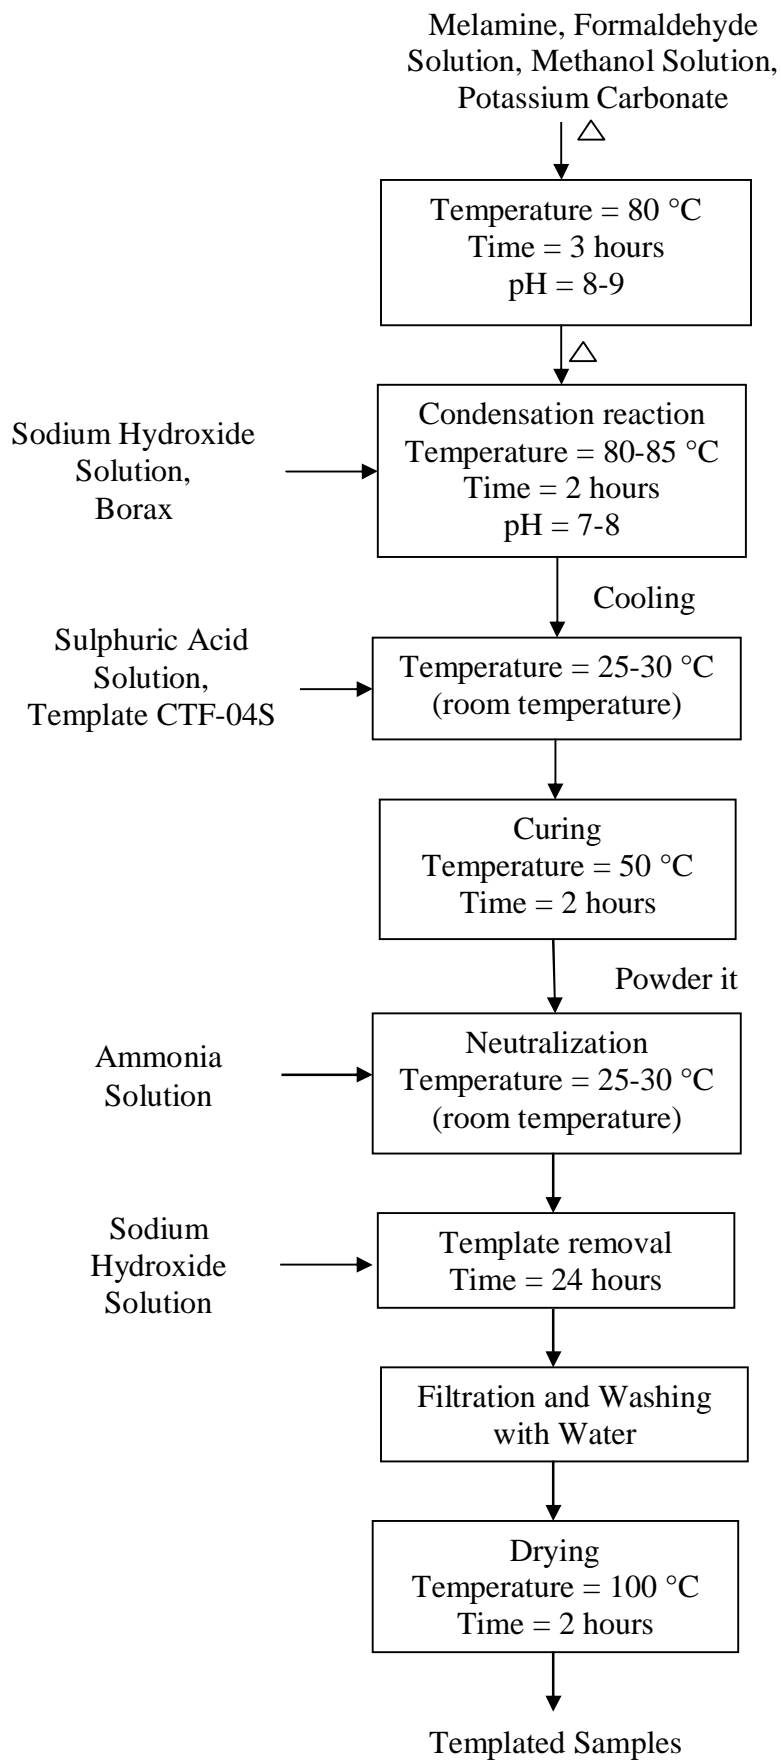 Melamine, Formaldehyde
Solution, Methanol Solution,
Potassium Carbonate
△
Temperature = 80 °C
Time = 3 hours
pH = 8-9
△
Sodium Hydroxide
Solution,
Borax
Condensation reaction
Temperature = 80-85 °C
Time = 2 hours
pH = 7-8
Cooling
Sulphuric Acid
Solution,
Template CTF-04S
Temperature = 25-30 °C
(room temperature)
Curing
Temperature = 50 °C
Time = 2 hours
Powder it
Ammonia
Solution
Neutralization
Temperature = 25-30 °C
(room temperature)
Sodium
Hydroxide
Solution
Template removal
Time = 24 hours
Filtration and Washing
with Water
Drying
Temperature = 100 °C
Time = 2 hours
Templated Samples